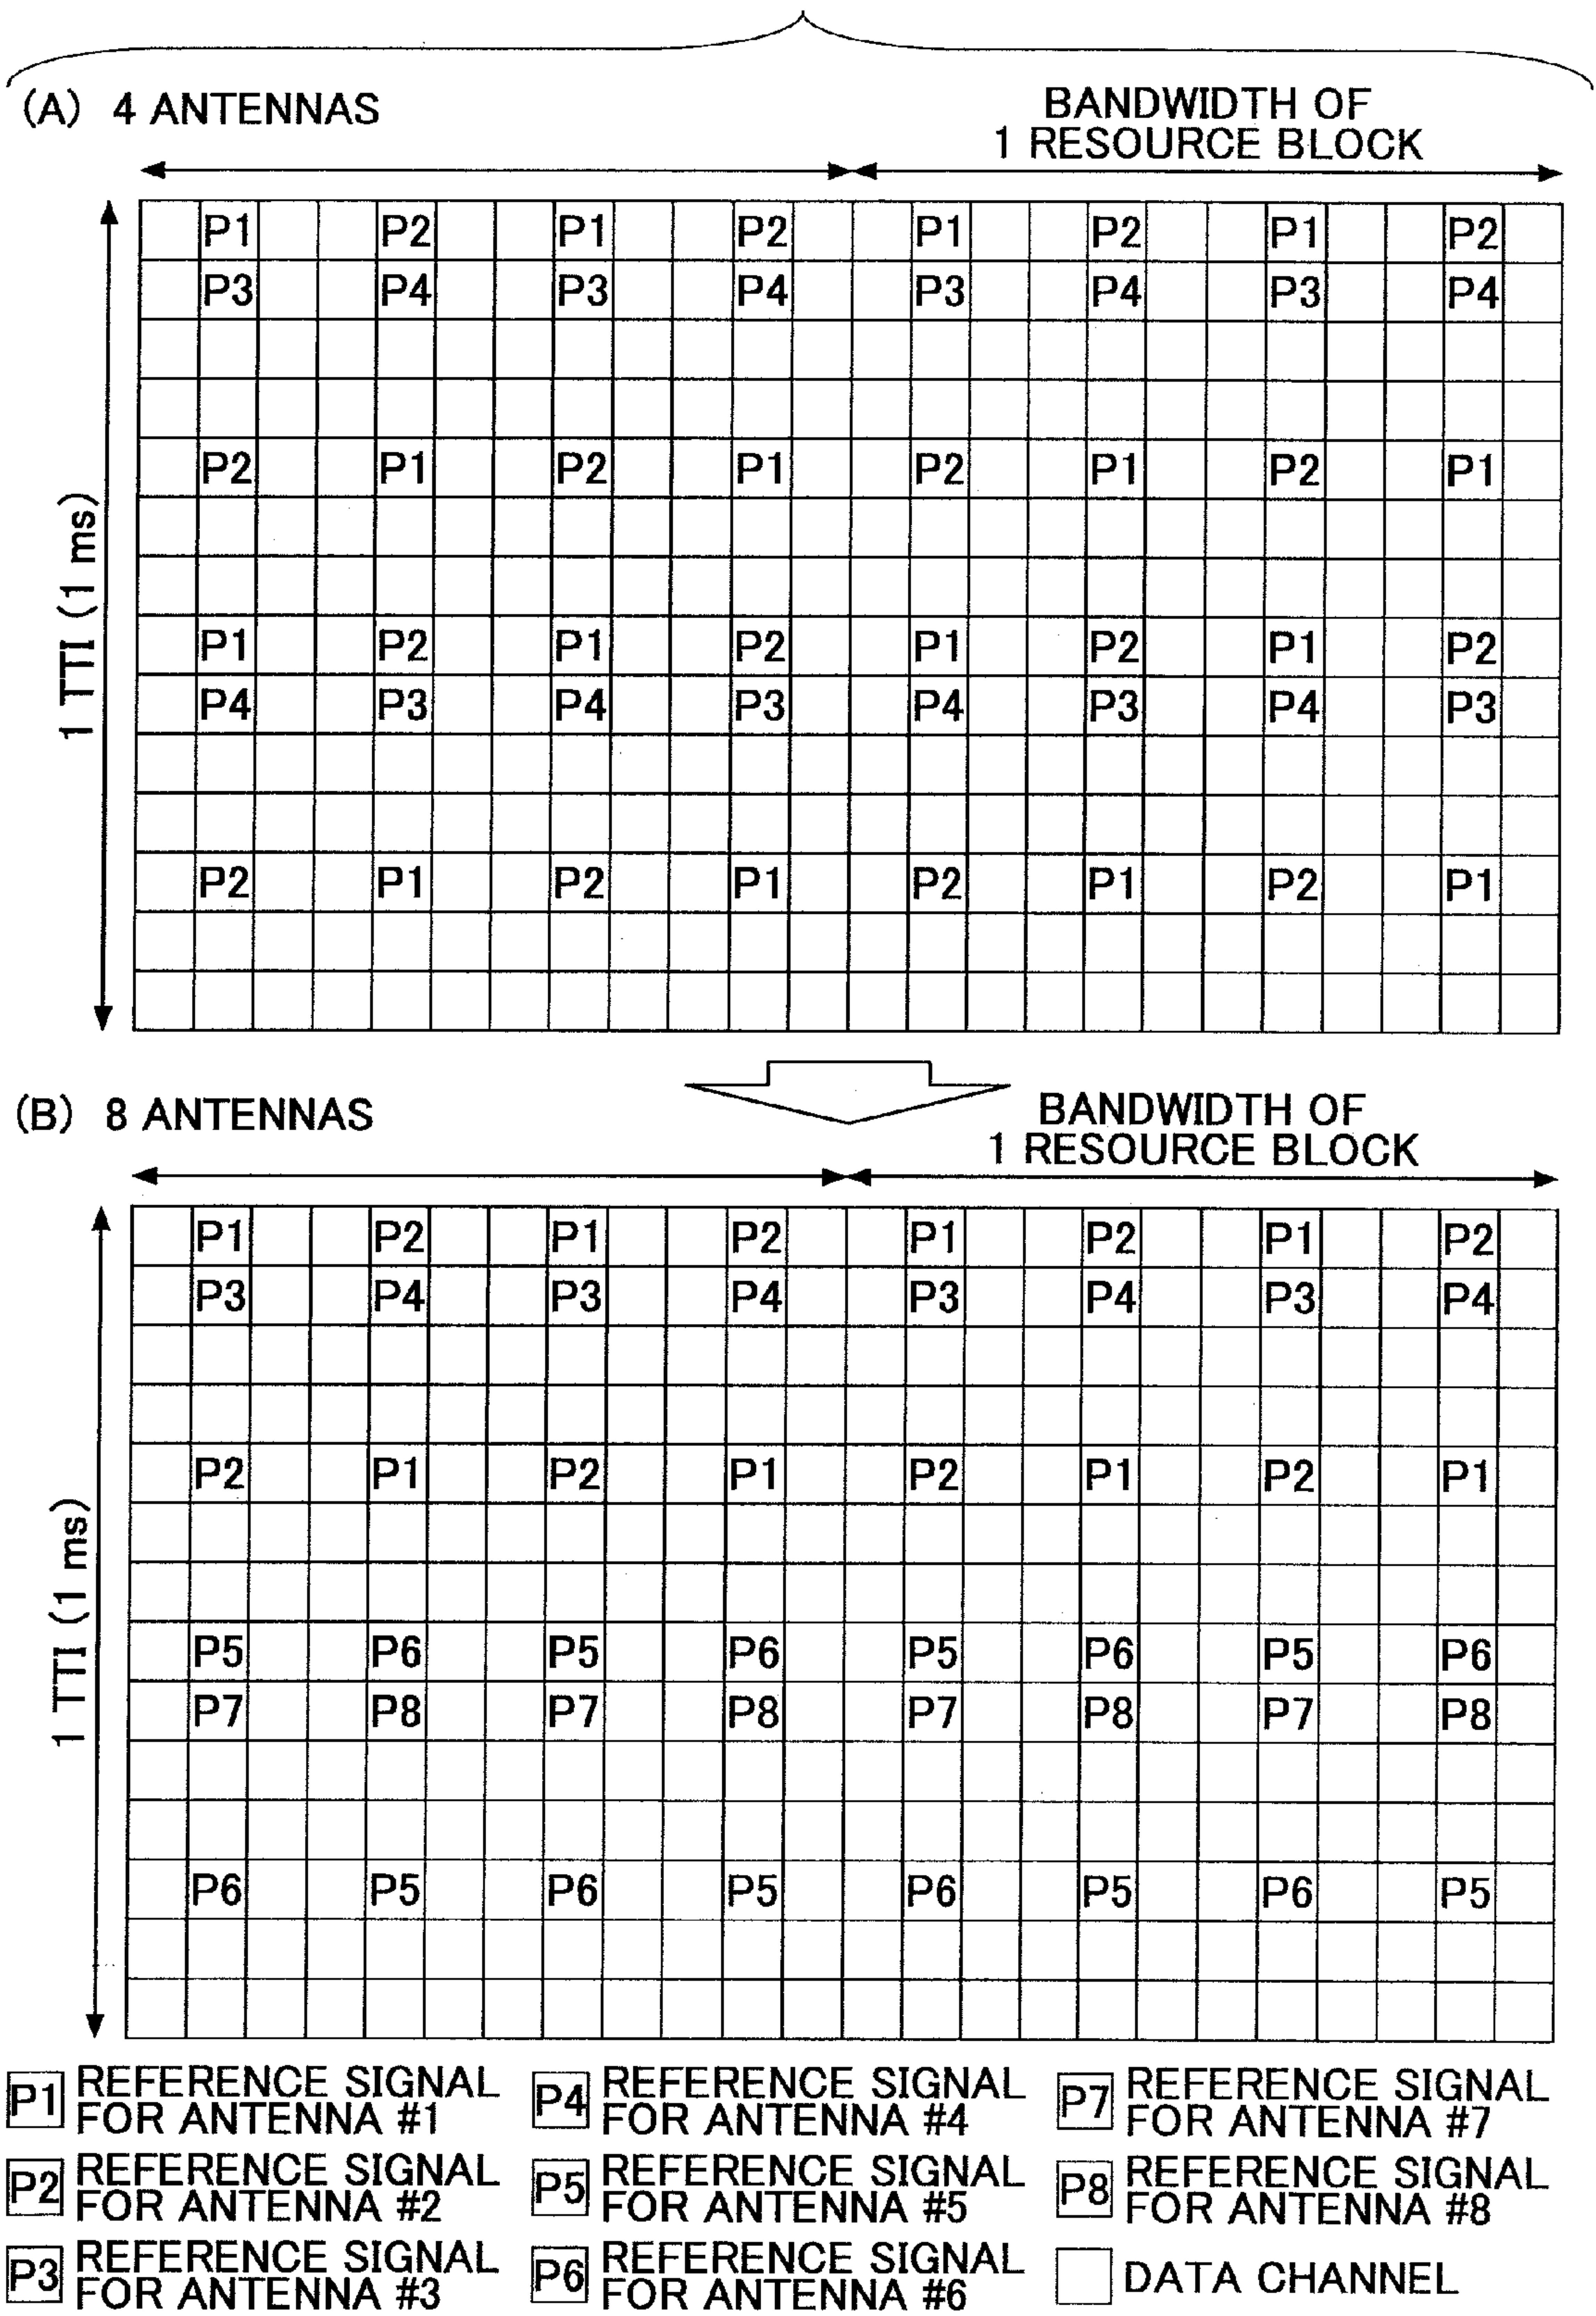 (A) 4 ANTENNAS
BANDWIDTH OF
1 RESOURCE BLOCK
1 TTI (1 ms)
P1 P2 P1 P2 P1 P2 P1 P2
P3 P4 P3 P4 P3 P4 P3 P4
P2 P1 P2 P1 P2 P1 P2 P1
P1 P2 P1 P2 P1 P2 P1 P2
P4 P3 P4 P3 P4 P3 P4 P3
P2 P1 P2 P1 P2 P1 P2 P1
(B) 8 ANTENNAS
BANDWIDTH OF
1 RESOURCE BLOCK
1 TTI (1 ms)
P1 P2 P1 P2 P1 P2 P1 P2
P3 P4 P3 P4 P3 P4 P3 P4
P2 P1 P2 P1 P2 P1 P2 P1
P5 P6 P5 P6 P5 P6 P5 P6
P7 P8 P7 P8 P7 P8 P7 P8
P6 P5 P6 P5 P6 P5 P6 P5
P1 REFERENCE SIGNAL
FOR ANTENNA #1
P2 REFERENCE SIGNAL
FOR ANTENNA #2
P3 REFERENCE SIGNAL
FOR ANTENNA #3
P4 REFERENCE SIGNAL
FOR ANTENNA #4
P5 REFERENCE SIGNAL
FOR ANTENNA #5
P6 REFERENCE SIGNAL
FOR ANTENNA #6
P7 REFERENCE SIGNAL
FOR ANTENNA #7
P8 REFERENCE SIGNAL
FOR ANTENNA #8
DATA CHANNEL